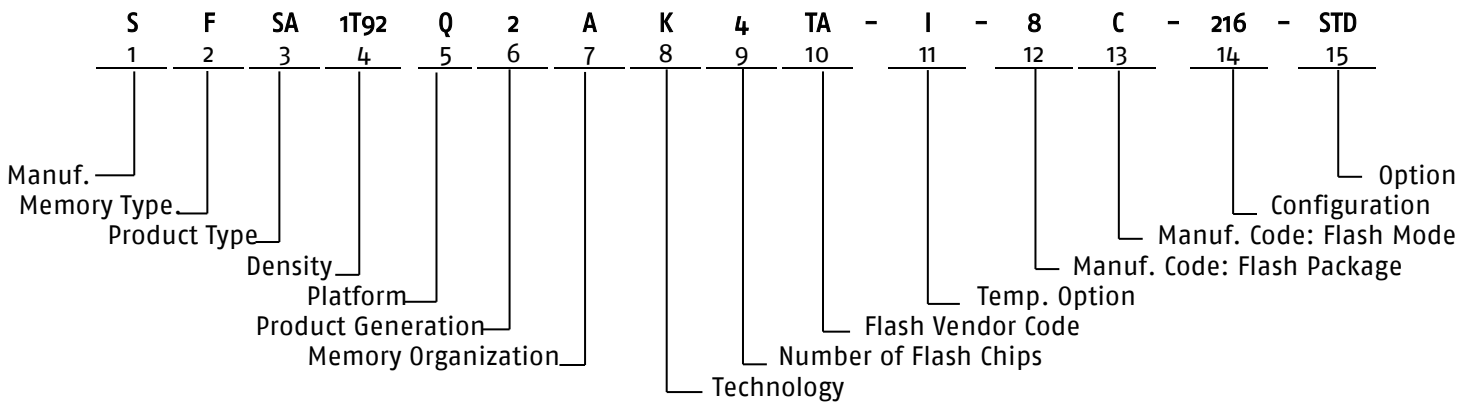 S F SA 1T92 Q 2 A K 4 TA - I - 8 C - 216 - STD
1 2 3 4 5 6 7 8 9 10 11 12 13 14 15
Manuf. Option
Memory Type. Configuration
Product Type Manuf. Code: Flash Mode
Density Manuf. Code: Flash Package
Platform Temp. Option
Product Generation Flash Vendor Code
Memory Organization Number of Flash Chips
Technology